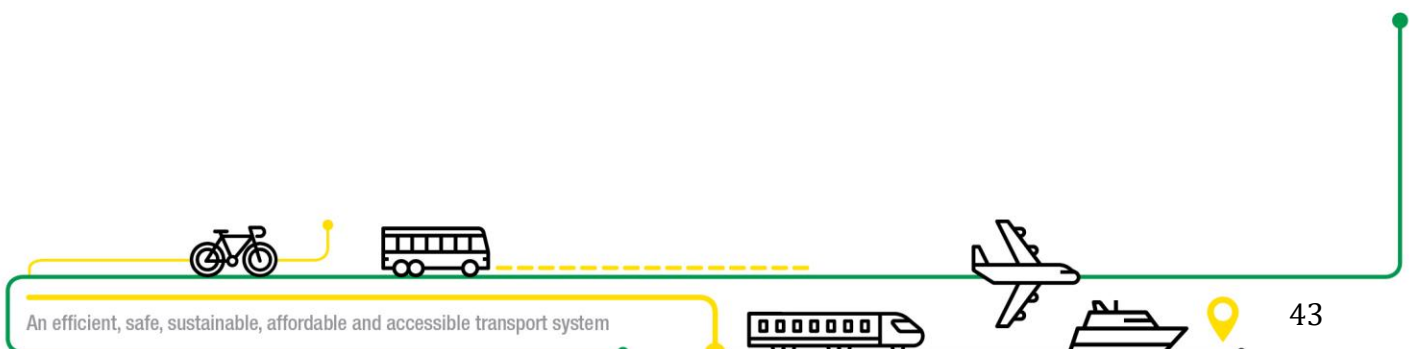 An efficient, safe, sustainable, affordable and accessible transport system
43